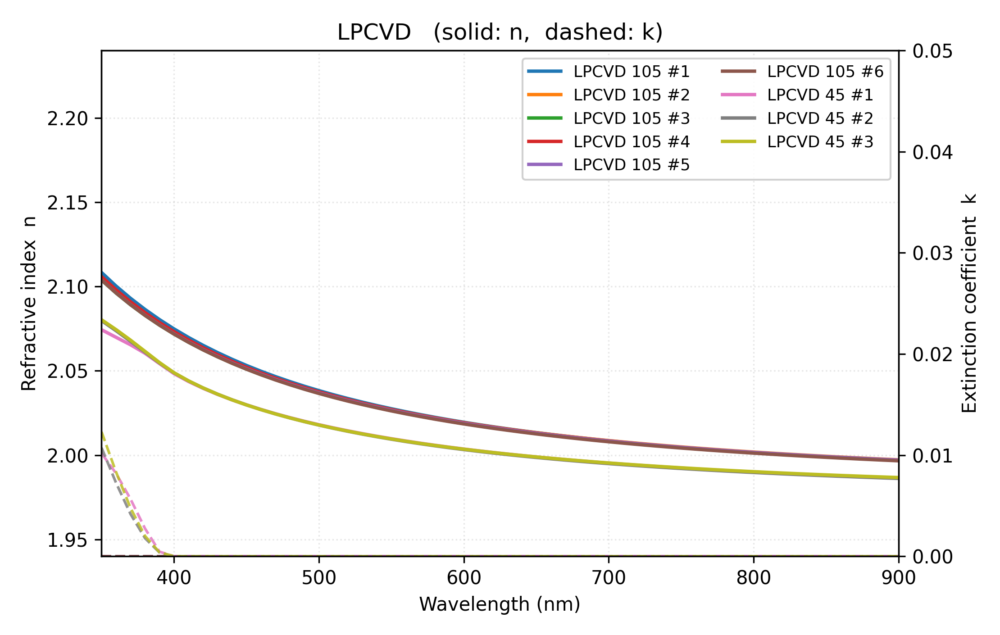 LPCVD   (solid: n,  dashed: k)
LPCVD 105 #1
LPCVD 105 #2
LPCVD 105 #3
LPCVD 105 #4
LPCVD 105 #5
LPCVD 105 #6
LPCVD 45 #1
LPCVD 45 #2
LPCVD 45 #3
Refractive index  n
2.20
2.15
2.10
2.05
2.00
1.95
Extinction coefficient  k
0.05
0.04
0.03
0.02
0.01
0.00
400
500
600
700
800
900
Wavelength (nm)